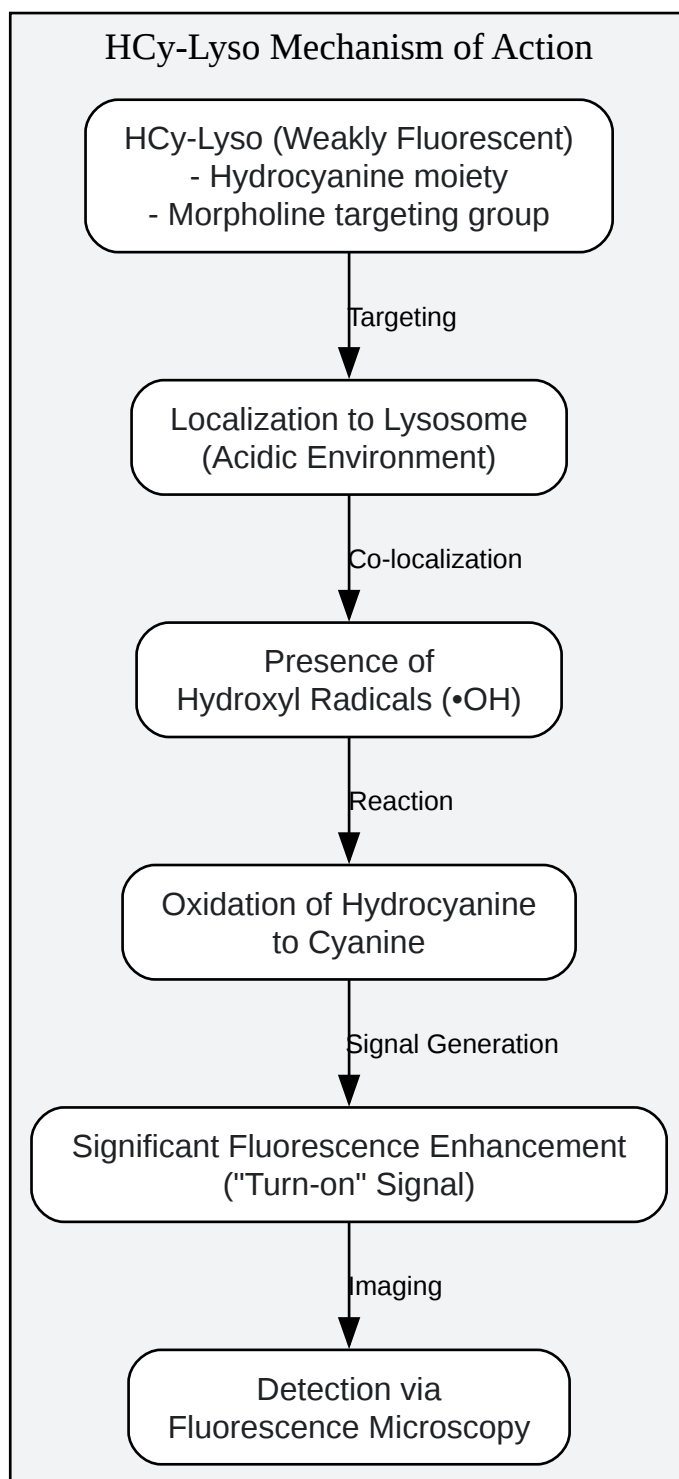 HCy-Lyso Mechanism of Action
HCy-Lyso (Weakly Fluorescent)
- Hydrocyanine moiety
- Morpholine targeting group
Targeting
Localization to Lysosome
(Acidic Environment)
Co-localization
Presence of
Hydroxyl Radicals (•OH)
Reaction
Oxidation of Hydrocyanine
to Cyanine
Signal Generation
Significant Fluorescence Enhancement
("Turn-on" Signal)
Imaging
Detection via
Fluorescence Microscopy